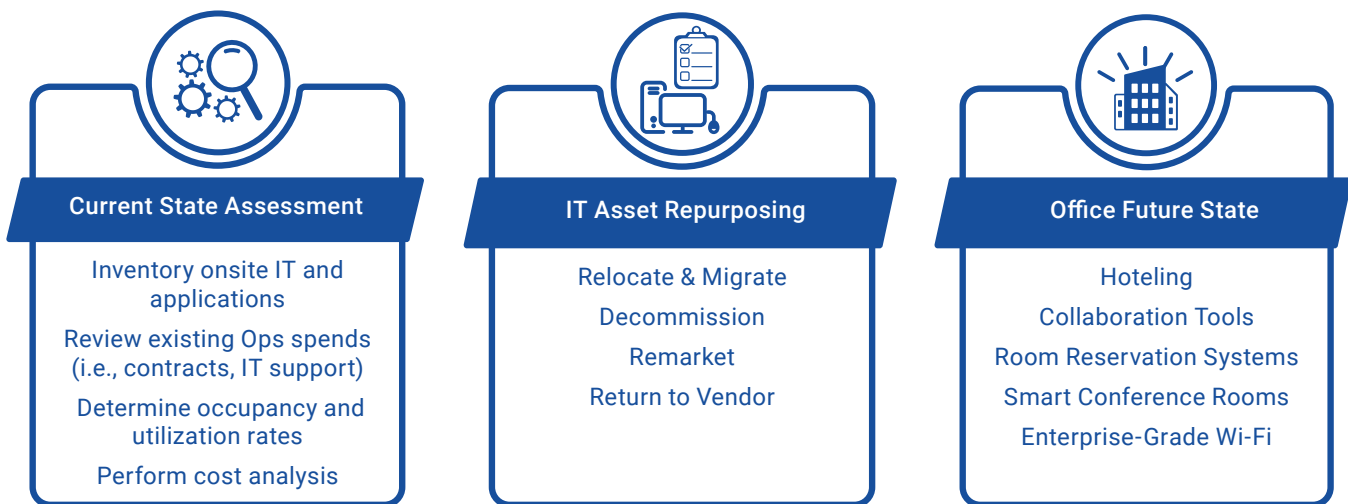 Current State Assessment
Inventory onsite IT and
applications
Review existing Ops spends
(i.e., contracts, IT support)
Determine occupancy and
utilization rates
Perform cost analysis
IT Asset Repurposing
Relocate & Migrate
Decommission
Remarket
Return to Vendor
Office Future State
Hoteling
Collaboration Tools
Room Reservation Systems
Smart Conference Rooms
Enterprise-Grade Wi-Fi